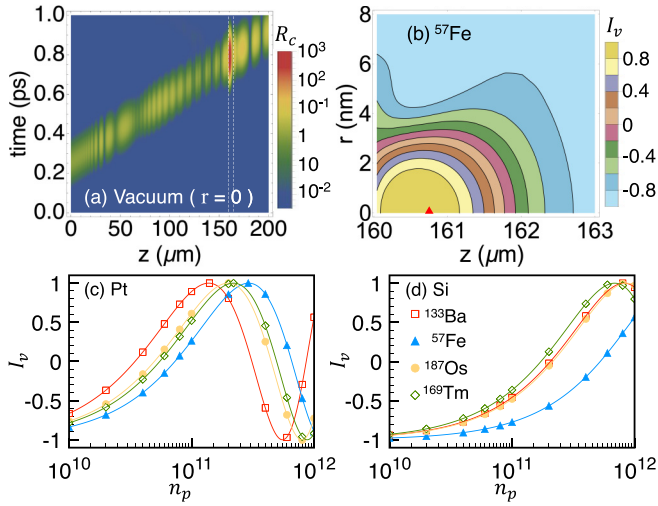 1.0
0.8
0.6
0.4
0.2
0.0
time (ps)
(a) Vacuum ( r = 0 )
0 50 100 150 200
z (μm)
R_c
10^3
10^2
10^-1
1
10
10^-2
8
6
4
2
0
r (nm)
(b) ^57Fe
160 161 162 163
z (μm)
I_v
0.8
0.4
0
-0.4
-0.8
1
0.5
0
-0.5
-1
I_v
(c) Pt
10^10 10^11 10^12
n_p
1
0.5
0
-0.5
-1
I_v
(d) Si
^133Ba
^57Fe
^187Os
^169Tm
10^10 10^11 10^12
n_p